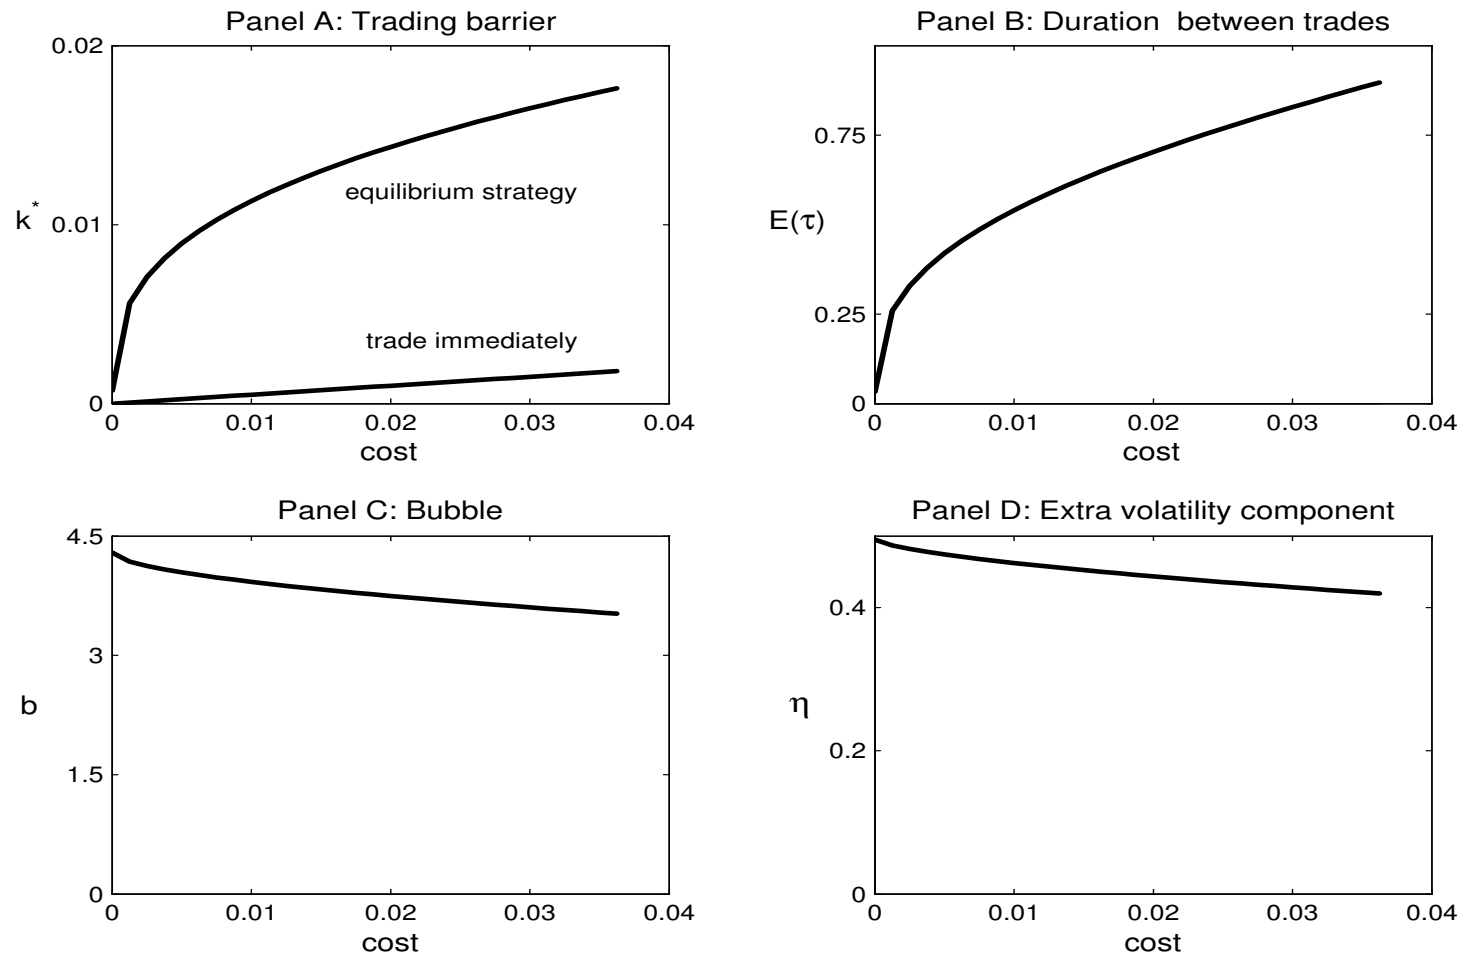 Panel A: Trading barrier
0.02
k* 0.01
equilibrium strategy
trade immediately
0
0 0.01 0.02 0.03 0.04
cost
Panel B: Duration between trades
0.75
E(τ)
0.25
0
0 0.01 0.02 0.03 0.04
cost
Panel C: Bubble
4.5
3
b
1.5
0
0 0.01 0.02 0.03 0.04
cost
Panel D: Extra volatility component
0.4
η
0.2
0
0 0.01 0.02 0.03 0.04
cost